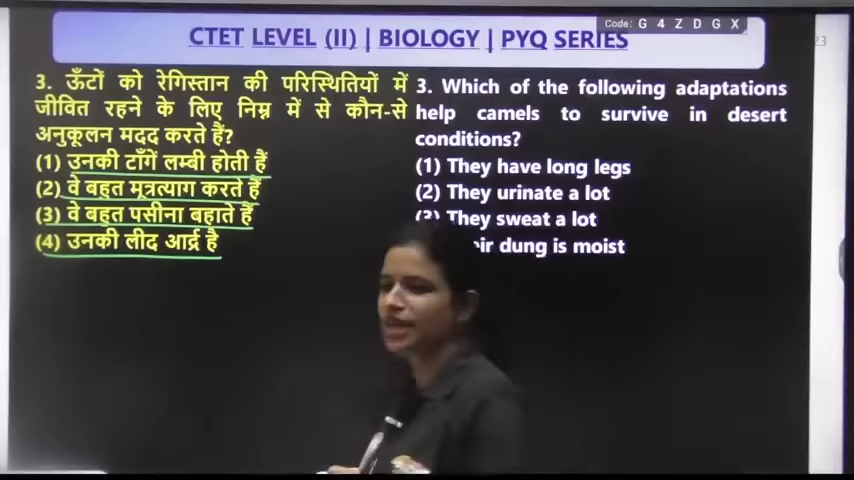 Code: G 4 Z D G X
23
CTET LEVEL (II) | BIOLOGY | PYQ SERIES
3. ऊँटों को रेगिस्तान की परिस्थितियों में
जीवित रहने के लिए निम्न में से कौन-से
अनुकूलन मदद करते हैं?
(1) उनकी टाँगें लम्बी होती हैं
(2) वे बहुत मूत्रत्याग करते हैं
(3) वे बहुत पसीना बहाते हैं
(4) उनकी लीद आर्द्र है
3. Which of the following adaptations
help camels to survive in desert
conditions?
(1) They have long legs
(2) They urinate a lot
(3) They sweat a lot
dung is moist